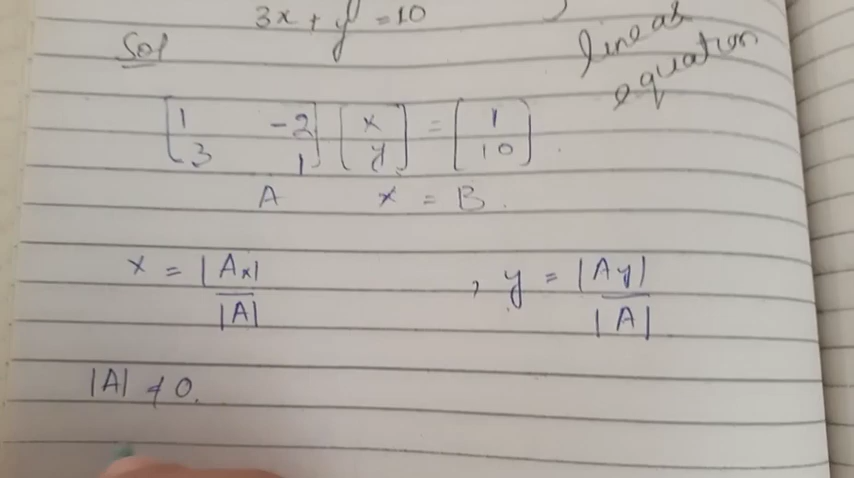 3x + y = 10
Sol
linear
equation
[1 -2] [x] = [1]
[3 1] [y] [10] .
A x = B .
x = |Ax| , y = |Ay|
|A| |A|
|A| ≠ 0.